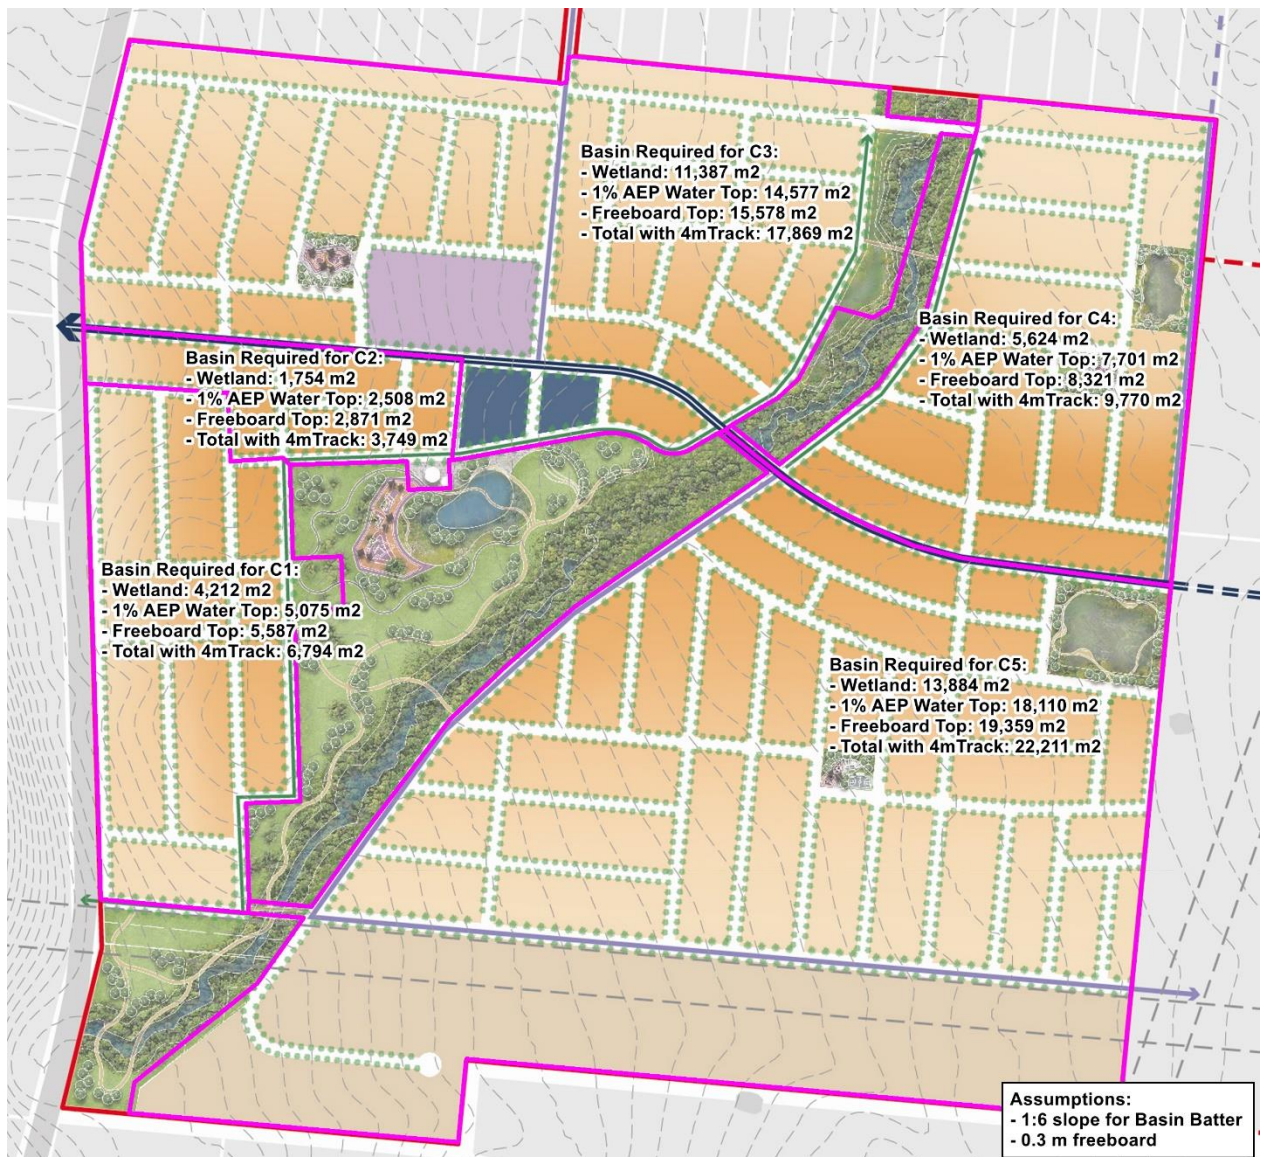 Basin Required for C3:
- Wetland: 11,387 m2
- 1% AEP Water Top: 14,577 m2
- Freeboard Top: 15,578 m2
- Total with 4mTrack: 17,869 m2
Basin Required for C4:
- Wetland: 5,624 m2
- 1% AEP Water Top: 7,701 m2
- Freeboard Top: 8,321 m2
- Total with 4mTrack: 9,770 m2
Basin Required for C2:
- Wetland: 1,754 m2
- 1% AEP Water Top: 2,508 m2
- Freeboard Top: 2,871 m2
- Total with 4mTrack: 3,749 m2
Basin Required for C1:
- Wetland: 4,212 m2
- 1% AEP Water Top: 5,075 m2
- Freeboard Top: 5,587 m2
- Total with 4mTrack: 6,794 m2
Basin Required for C5:
- Wetland: 13,884 m2
- 1% AEP Water Top: 18,110 m2
- Freeboard Top: 19,359 m2
- Total with 4mTrack: 22,211 m2
Assumptions:
- 1:6 slope for Basin Batter
- 0.3 m freeboard